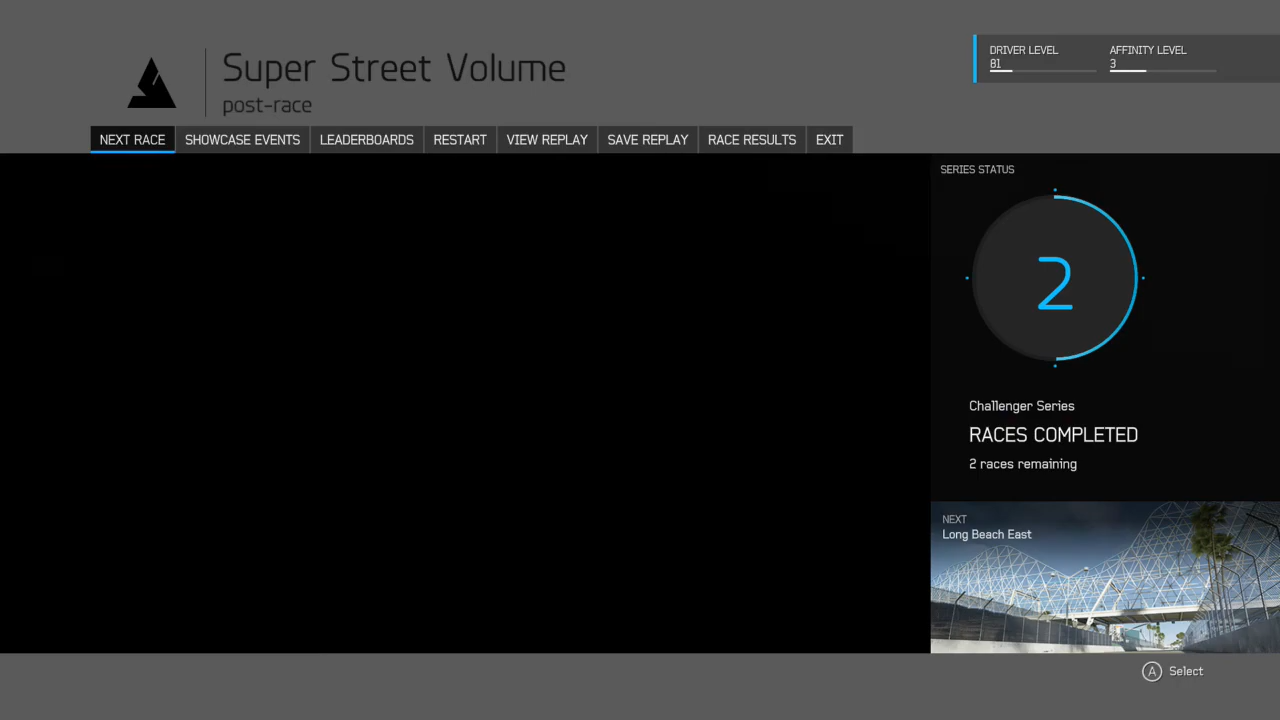 Super Street Volume
post-race
DRIVER LEVEL
81
AFFINITY LEVEL
3
NEXT RACE
SHOWCASE EVENTS
LEADERBOARDS
RESTART
VIEW REPLAY
SAVE REPLAY
RACE RESULTS
EXIT
SERIES STATUS
2
Challenger Series
RACES COMPLETED
2 races remaining
NEXT
Long Beach East
A Select